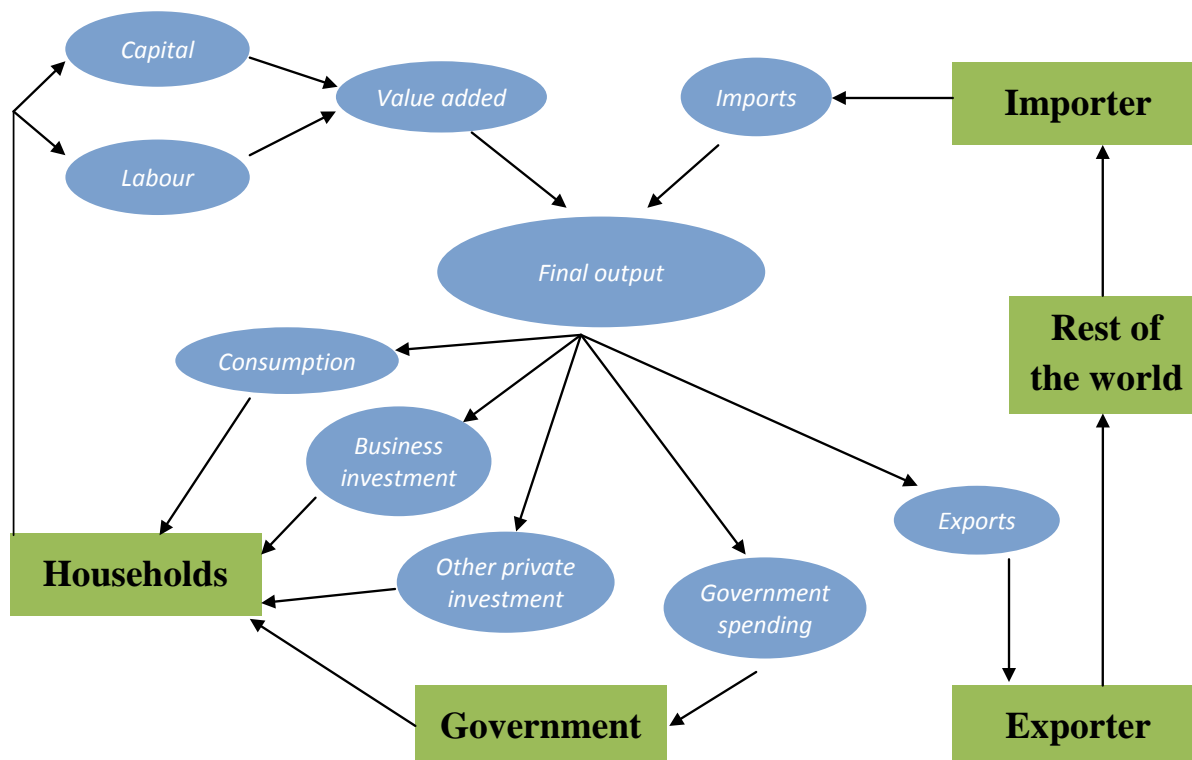 Capital
Value added
Imports
Importer
Labour
Final output
Rest of
the world
Consumption
Business
investment
Exports
Households
Other private
investment
Government
spending
Government
Exporter